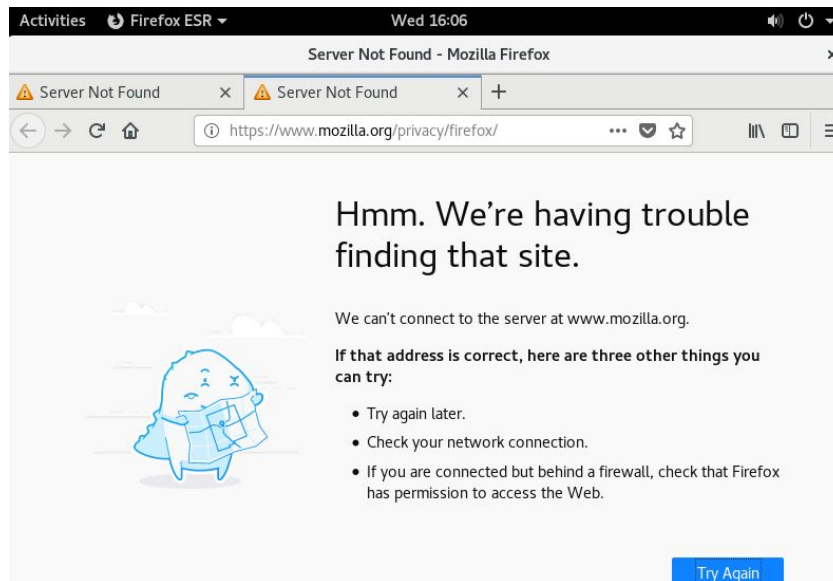 Activities Firefox ESR Wed 16:06
Server Not Found - Mozilla Firefox
Server Not Found Server Not Found
https://www.mozilla.org/privacy/firefox/
Hmm. We’re having trouble
finding that site.
We can’t connect to the server at www.mozilla.org.
If that address is correct, here are three other things you
can try:
• Try again later.
• Check your network connection.
• If you are connected but behind a firewall, check that Firefox
has permission to access the Web.
Try Again